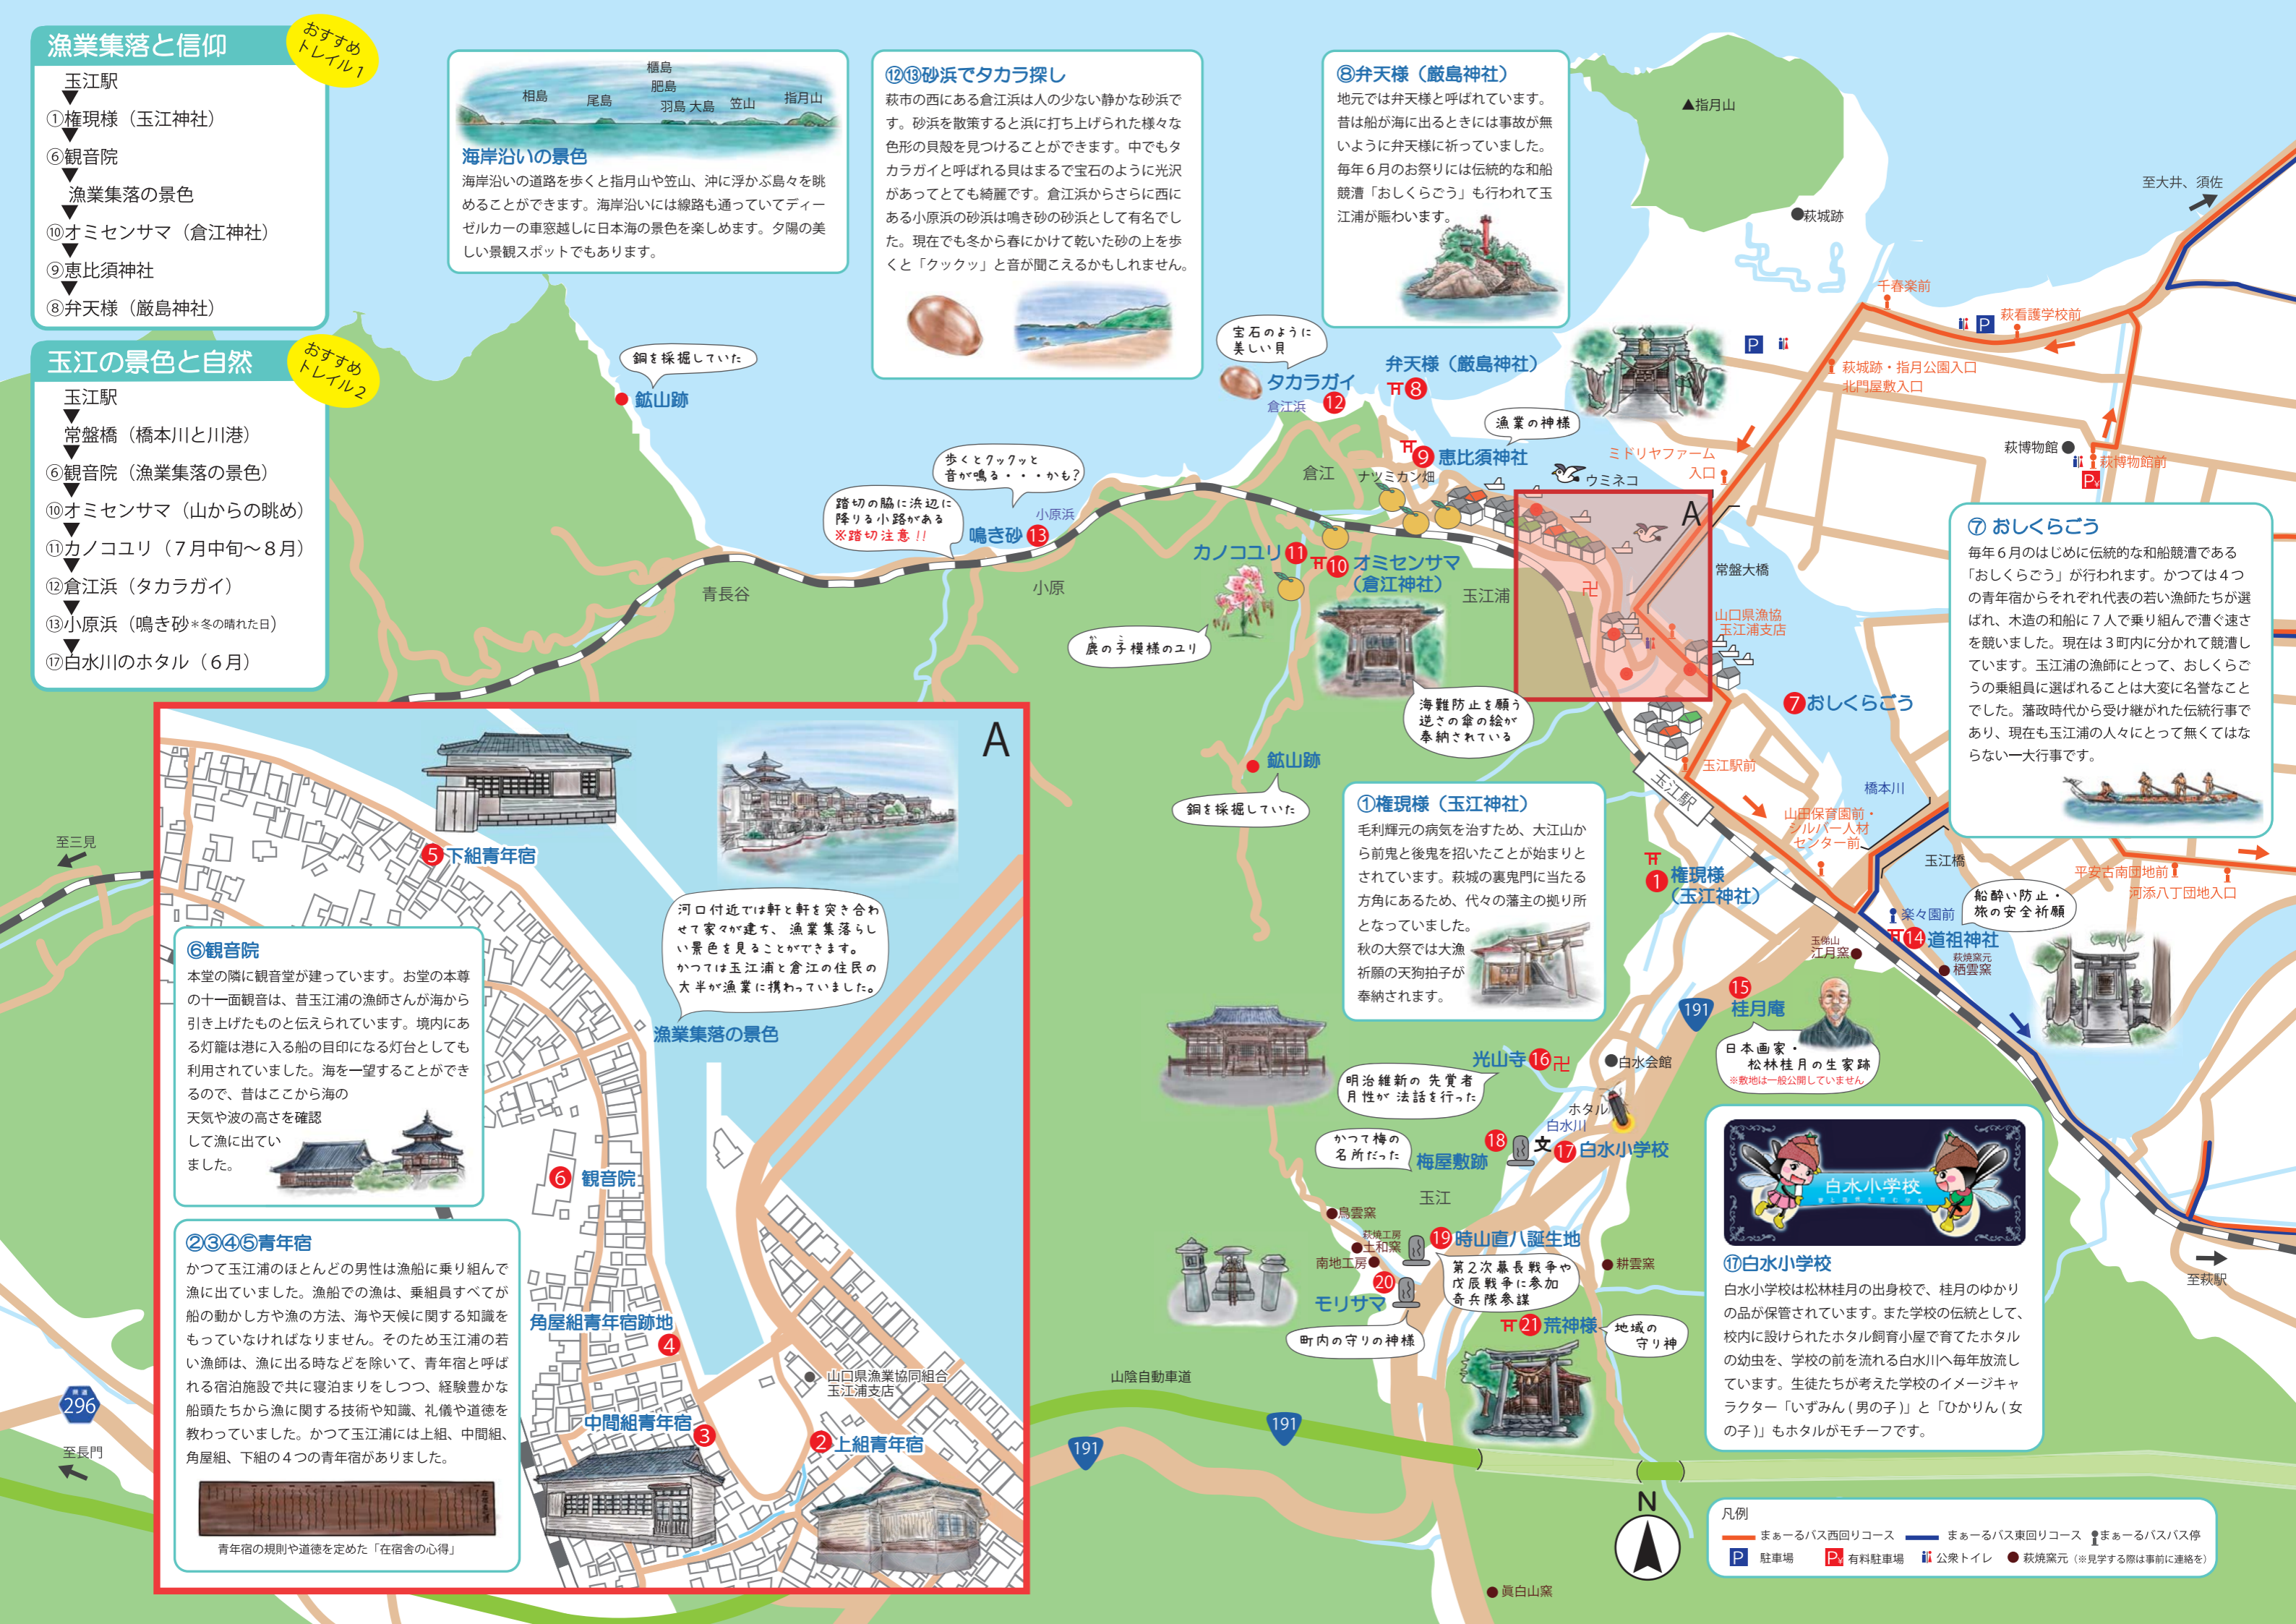 漁業集落と信仰
おすすめ
トレイル 1
玉江駅
▼
①権現様（玉江神社）
▼
⑥観音院
▼
漁業集落の景色
▼
⑩オミセンサマ（倉江神社）
▼
⑨恵比須神社
▼
⑧弁天様（厳島神社）
玉江の景色と自然
おすすめ
トレイル 2
玉江駅
▼
常盤橋（橋本川と川港）
▼
⑥観音院（漁業集落の景色）
▼
⑩オミセンサマ（山からの眺め）
▼
⑪カノコユリ（７月中旬〜８月）
▼
⑫倉江浜（タカラガイ）
▼
⑬小原浜（鳴き砂＊冬の晴れた日）
▼
⑰白水川のホタル（６月）
相島
尾島
櫃島
肥島
羽島 大島
笠山
指月山
海岸沿いの景色
海岸沿いの道路を歩くと指月山や笠山、沖に浮かぶ島々を眺
めることができます。海岸沿いには線路も通っていてディー
ゼルカーの車窓越しに日本海の景色を楽しめます。夕陽の美
しい景観スポットでもあります。
⑫⑬砂浜でタカラ探し
萩市の西にある倉江浜は人の少ない静かな砂浜で
す。砂浜を散策すると浜に打ち上げられた様々な
色形の貝殻を見つけることができます。中でもタ
カラガイと呼ばれる貝はまるで宝石のように光沢
があってとても綺麗です。倉江浜からさらに西に
ある小原浜の砂浜は鳴き砂の砂浜として有名でし
た。現在でも冬から春にかけて乾いた砂の上を歩
くと「クックッ」と音が聞こえるかもしれません。
⑧弁天様（厳島神社）
地元では弁天様と呼ばれています。
昔は船が海に出るときには事故が無
いように弁天様に祈っていました。
毎年６月のお祭りには伝統的な和船
競漕「おしくらごう」も行われて玉
江浦が賑わいます。
▲指月山
萩城跡
至大井、須佐
千春楽前
萩看護学校前
P
P
萩城跡・指月公園入口
北門屋敷入口
萩博物館
萩博物館前
P¥
ミドリヤファーム
入口
銅を採掘していた
鉱山跡
宝石のように
美しい貝
タカラガイ
倉江浜
12
弁天様（厳島神社）
8
漁業の神様
9
恵比須神社
ウミネコ
倉江
ナツミカン畑
歩くとクックッと
音が鳴る・・・かも？
踏切の脇に浜辺に
降りる小路がある
※踏切注意！！
小原浜
鳴き砂
13
青長谷
小原
カノコユリ
11
10
オミセンサマ
（倉江神社）
玉江浦
鹿の子模様のユリ
か こ
海難防止を願う
逆さの傘の絵が
奉納されている
A
常盤大橋
山口県漁協
玉江浦支店
7
おしくらごう
⑦ おしくらごう
毎年６月のはじめに伝統的な和船競漕である
「おしくらごう」が行われます。かつては４つ
の青年宿からそれぞれ代表の若い漁師たちが選
ばれ、木造の和船に７人で乗り組んで漕ぐ速さ
を競いました。現在は３町内に分かれて競漕し
ています。玉江浦の漁師にとって、おしくらご
うの乗組員に選ばれることは大変に名誉なこと
でした。藩政時代から受け継がれた伝統行事で
あり、現在も玉江浦の人々にとって無くてはな
らない一大行事です。
玉江駅前
玉江駅
橋本川
山田保育園前・
シルバー人材
センター前
玉江橋
平安古南団地前
河添八丁団地入口
楽々園前
船酔い防止・
旅の安全祈願
14
道祖神社
玉㑨山
江月窯
萩焼窯元
栖雲窯
鉱山跡
銅を採掘していた
①権現様（玉江神社）
毛利輝元の病気を治すため、大江山か
ら前鬼と後鬼を招いたことが始まりと
されています。萩城の裏鬼門に当たる
方角にあるため、代々の藩主の拠り所
となっていました。
秋の大祭では大漁
祈願の天狗拍子が
奉納されます。
1
権現様
（玉江神社）
191
15
桂月庵
日本画家・
松林桂月の生家跡
※敷地は一般公開していません
光山寺
16
白水会館
明治維新の 先覚者
月性が 法話を行った
ホタル
白水川
かつて梅の
名所だった
梅屋敷跡
18
文
17
白水小学校
玉江
鳥雲窯
萩焼工房
土和窯
南地工房
19
時山直八誕生地
第２次幕長戦争や
戊辰戦争に参加
奇兵隊参謀
耕雲窯
20
モリサマ
町内の守りの神様
21
荒神様
地域の
守り神
白水小学校
⑰白水小学校
白水小学校は松林桂月の出身校で、桂月のゆかり
の品が保管されています。また学校の伝統として、
校内に設けられたホタル飼育小屋で育てたホタル
の幼虫を、学校の前を流れる白水川へ毎年放流し
ています。生徒たちが考えた学校のイメージキャ
ラクター「いずみん ( 男の子 )」と「ひかりん ( 女
の子 )」もホタルがモチーフです。
至萩駅
山陰自動車道
191
191
眞白山窯
N
凡例
まぁーるバス西回りコース
まぁーるバス東回りコース
まぁーるバスバス停
P 駐車場
P¥ 有料駐車場
公衆トイレ
萩焼窯元（※見学する際は事前に連絡を）
至三見
県道
296
至長門
A
5
下組青年宿
河口付近では軒と軒を突き合わ
せて家々が建ち、漁業集落らし
い景色を見ることができます。
かつては玉江浦と倉江の住民の
大半が漁業に携わっていました。
漁業集落の景色
⑥観音院
本堂の隣に観音堂が建っています。お堂の本尊
の十一面観音は、昔玉江浦の漁師さんが海から
引き上げたものと伝えられています。境内にあ
る灯籠は港に入る船の目印になる灯台としても
利用されていました。海を一望することができ
るので、昔はここから海の
天気や波の高さを確認
して漁に出てい
ました。
6
観音院
②③④⑤青年宿
かつて玉江浦のほとんどの男性は漁船に乗り組んで
漁に出ていました。漁船での漁は、乗組員すべてが
船の動かし方や漁の方法、海や天候に関する知識を
もっていなければなりません。そのため玉江浦の若
い漁師は、漁に出る時などを除いて、青年宿と呼ば
れる宿泊施設で共に寝泊まりをしつつ、経験豊かな
船頭たちから漁に関する技術や知識、礼儀や道徳を
教わっていました。かつて玉江浦には上組、中間組、
角屋組、下組の４つの青年宿がありました。
青年宿の規則や道徳を定めた「在宿舎の心得」
角屋組青年宿跡地
4
山口県漁業協同組合
玉江浦支店
中間組青年宿
3
2
上組青年宿